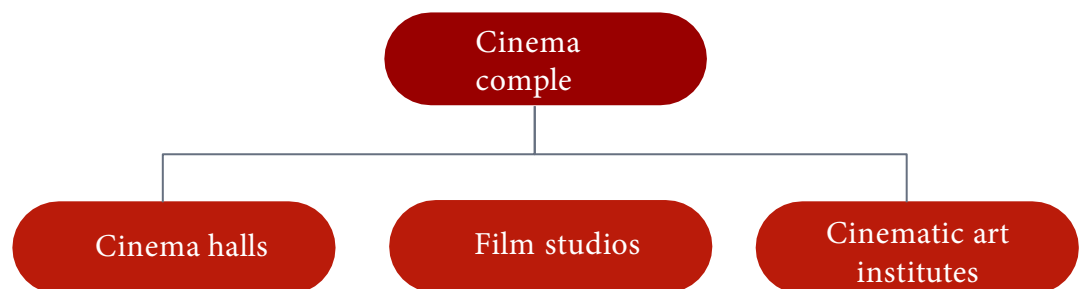 Cinema
comple
Cinema halls
Film studios
Cinematic art
institutes